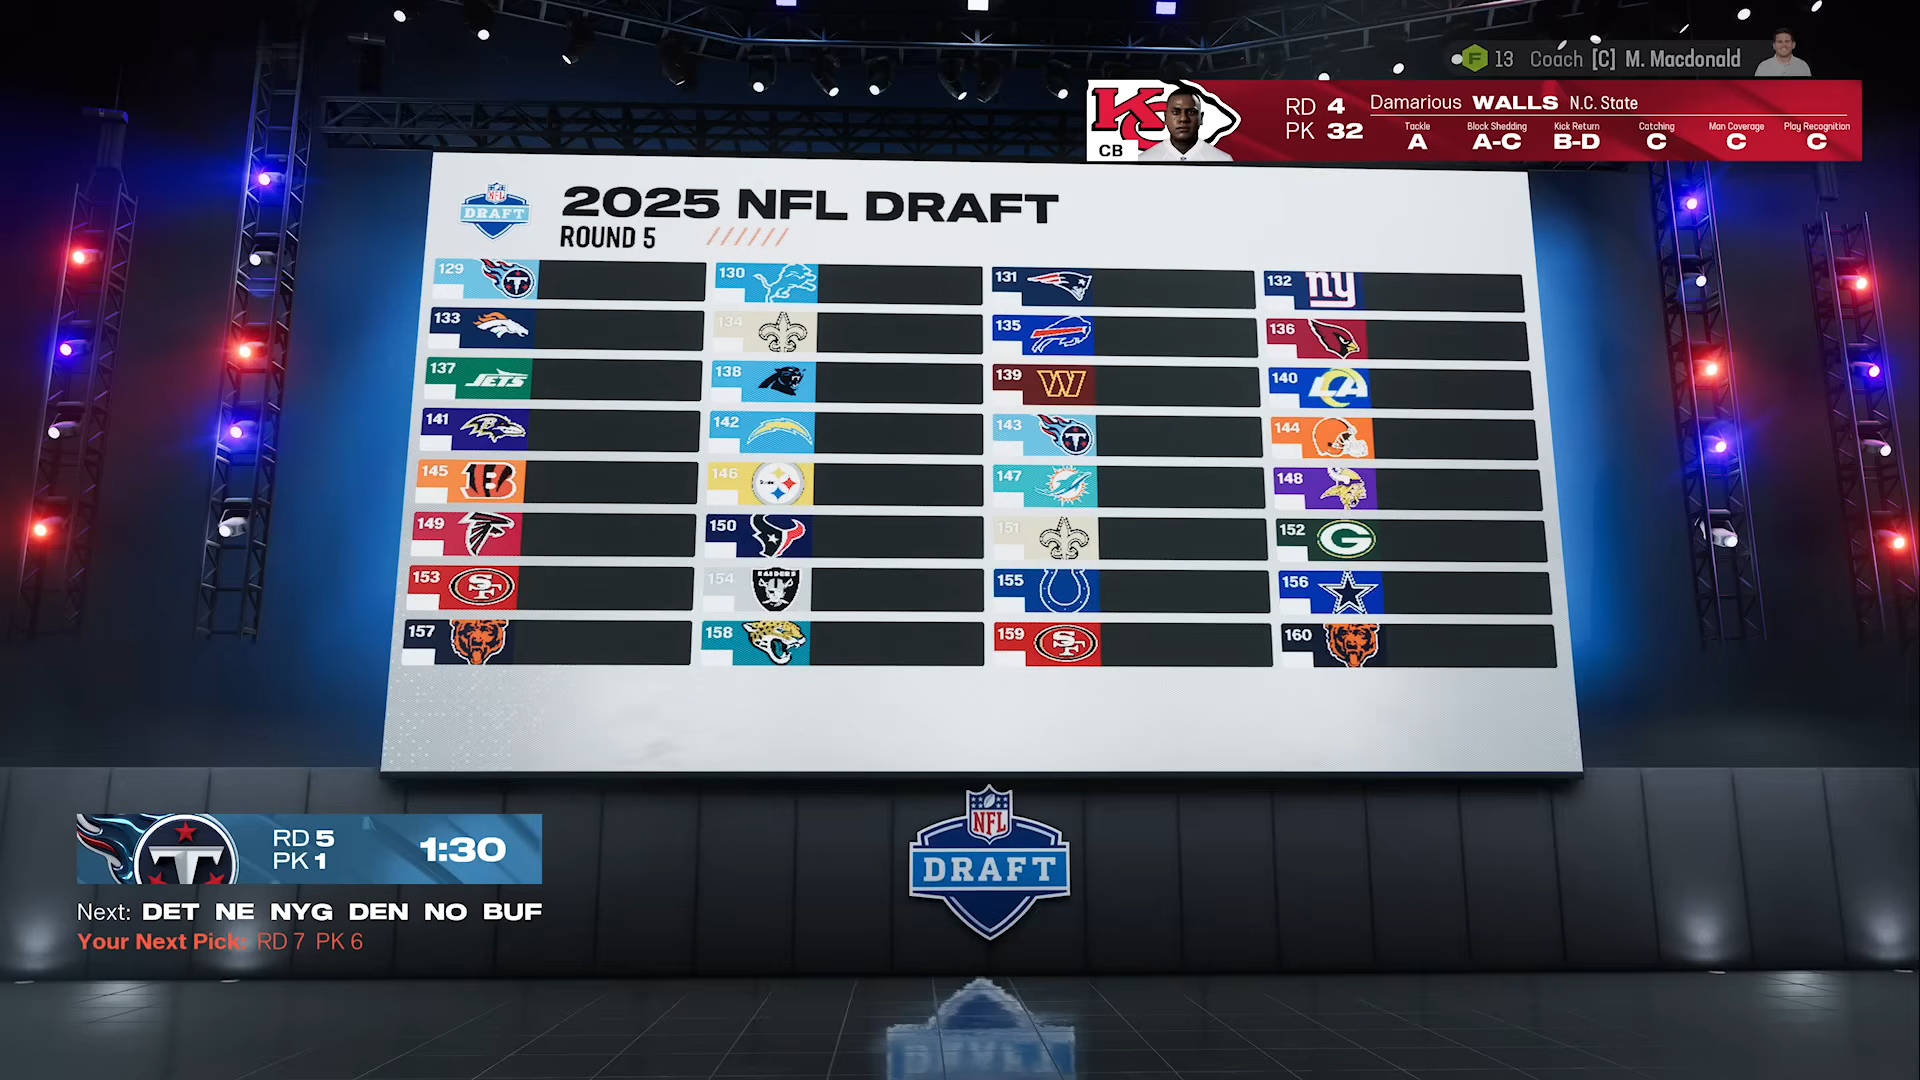 F 13 Coach [C] M. Macdonald
RD 4 Damarious WALLS N.C. State
PK 32
CB
Tackle Block Shedding Kick Return Catching Man Coverage Play Recognition
A A-C B-D C C C
NFL
DRAFT
2025 NFL DRAFT
ROUND 5
129 130 131 132 ny
133 134 135 136
137 JETS 138 139 W 140 LA
141 142 143 T 144
145 B 146 147 148
149 150 151 152 G
153 SF 154 RAIDERS 155 156
157 158 159 SF 160
T RD 5 1:30
PK 1
Next: DET NE NYG DEN NO BUF
Your Next Pick: RD 7 PK 6
NFL
DRAFT